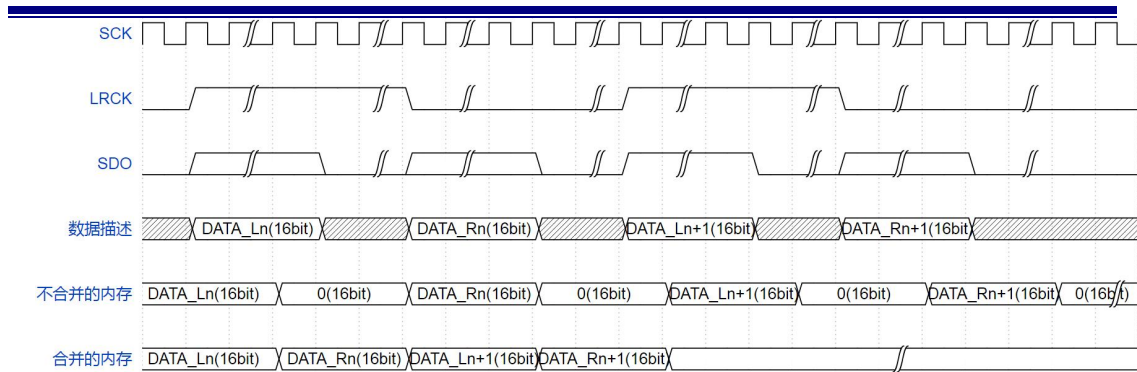 SCK
LRCK
SDO
数据描述 DATA_Ln(16bit) DATA_Rn(16bit) DATA_Ln+1(16bit) DATA_Rn+1(16bit)
不合并的内存 DATA_Ln(16bit) 0(16bit) DATA_Rn(16bit) 0(16bit) DATA_Ln+1(16bit) 0(16bit) DATA_Rn+1(16bit) 0(16bit)
合并的内存 DATA_Ln(16bit) DATA_Rn(16bit) DATA_Ln+1(16bit) DATA_Rn+1(16bit)